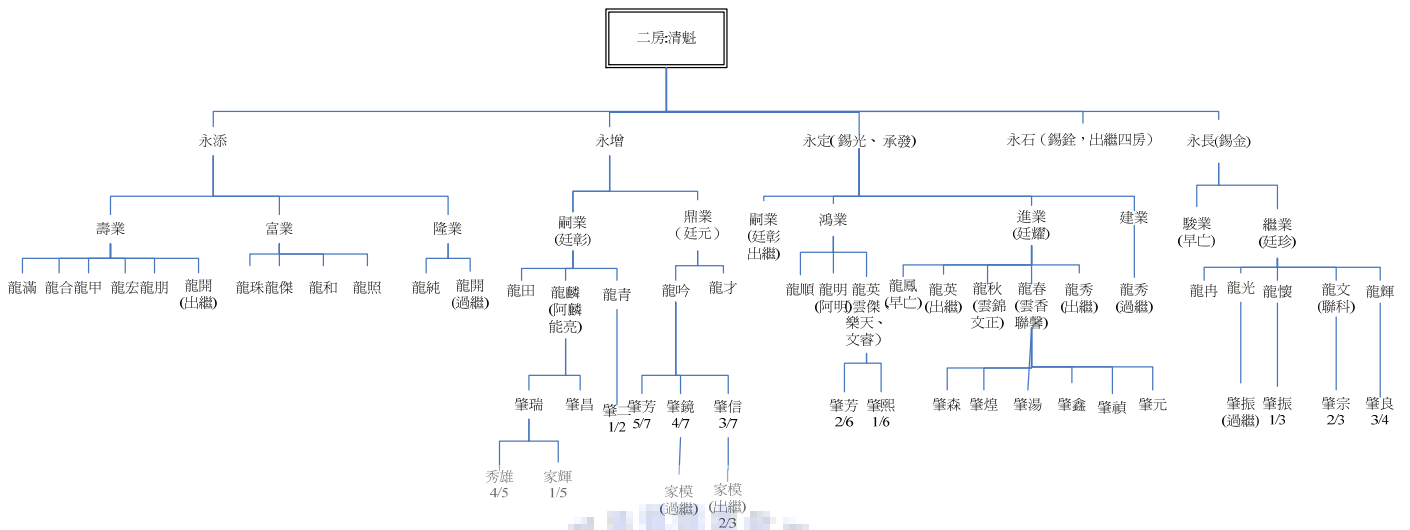 二房:清魁
永添
永增
永定(錫光、承發)
永石(錫銓，出繼四房)
永長(錫金)
壽業
富業
隆業
嗣業
(廷彰)
鼎業
(廷元)
嗣業
(廷彰
出繼)
鴻業
進業
(廷耀)
建業
駿業
(早亡)
繼業
(廷珍)
龍滿
龍合
龍甲
龍宏
龍朋
龍開
(出繼)
龍珠
龍傑
龍和
龍照
龍純
龍開
(過繼)
龍田
龍麟
(阿麟
能亮)
龍青
龍吟
龍才
龍順
龍明
(阿明)
龍英
(雲傑、
樂天、
文睿)
龍鳳
(早亡)
龍英
(出繼)
龍秋
(雲錦
文正)
龍春
(雲香
聯馨)
龍秀
(出繼)
龍秀
(過繼)
龍冉
龍光
龍懷
龍文
(聯科)
龍輝
肇瑞
肇昌
肇二
1/2
肇芳
5/7
肇鏡
4/7
肇信
3/7
肇芳
2/6
肇熙
1/6
肇森
肇煌
肇湯
肇鑫
肇禎
肇元
肇振
(過繼)
肇振
1/3
肇宗
2/3
肇良
3/4
秀雄
4/5
家輝
1/5
家模
(過繼)
家模
(出繼)
2/3